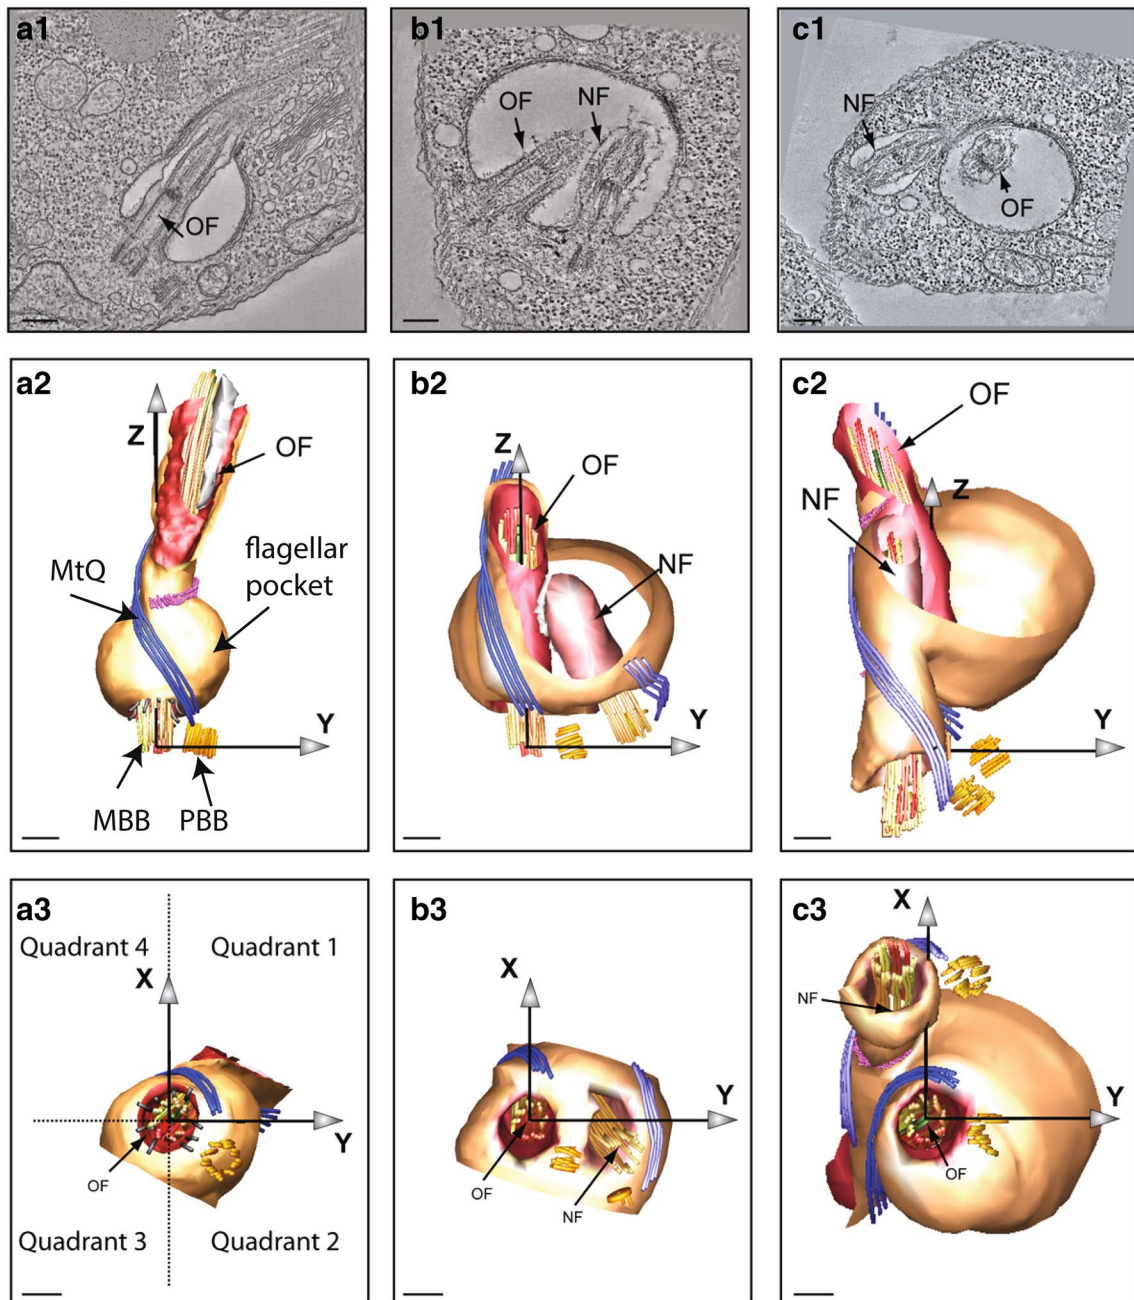 a1
OF
b1
OF
NF
c1
NF
OF
a2
Z
OF
flagellar
pocket
MtQ
Y
MBB
PBB
b2
Z
OF
NF
Y
c2
OF
NF
Z
Y
a3
Quadrant 4
Quadrant 1
X
Y
OF
Quadrant 3
Quadrant 2
b3
X
Y
OF
NF
c3
X
NF
Y
OF